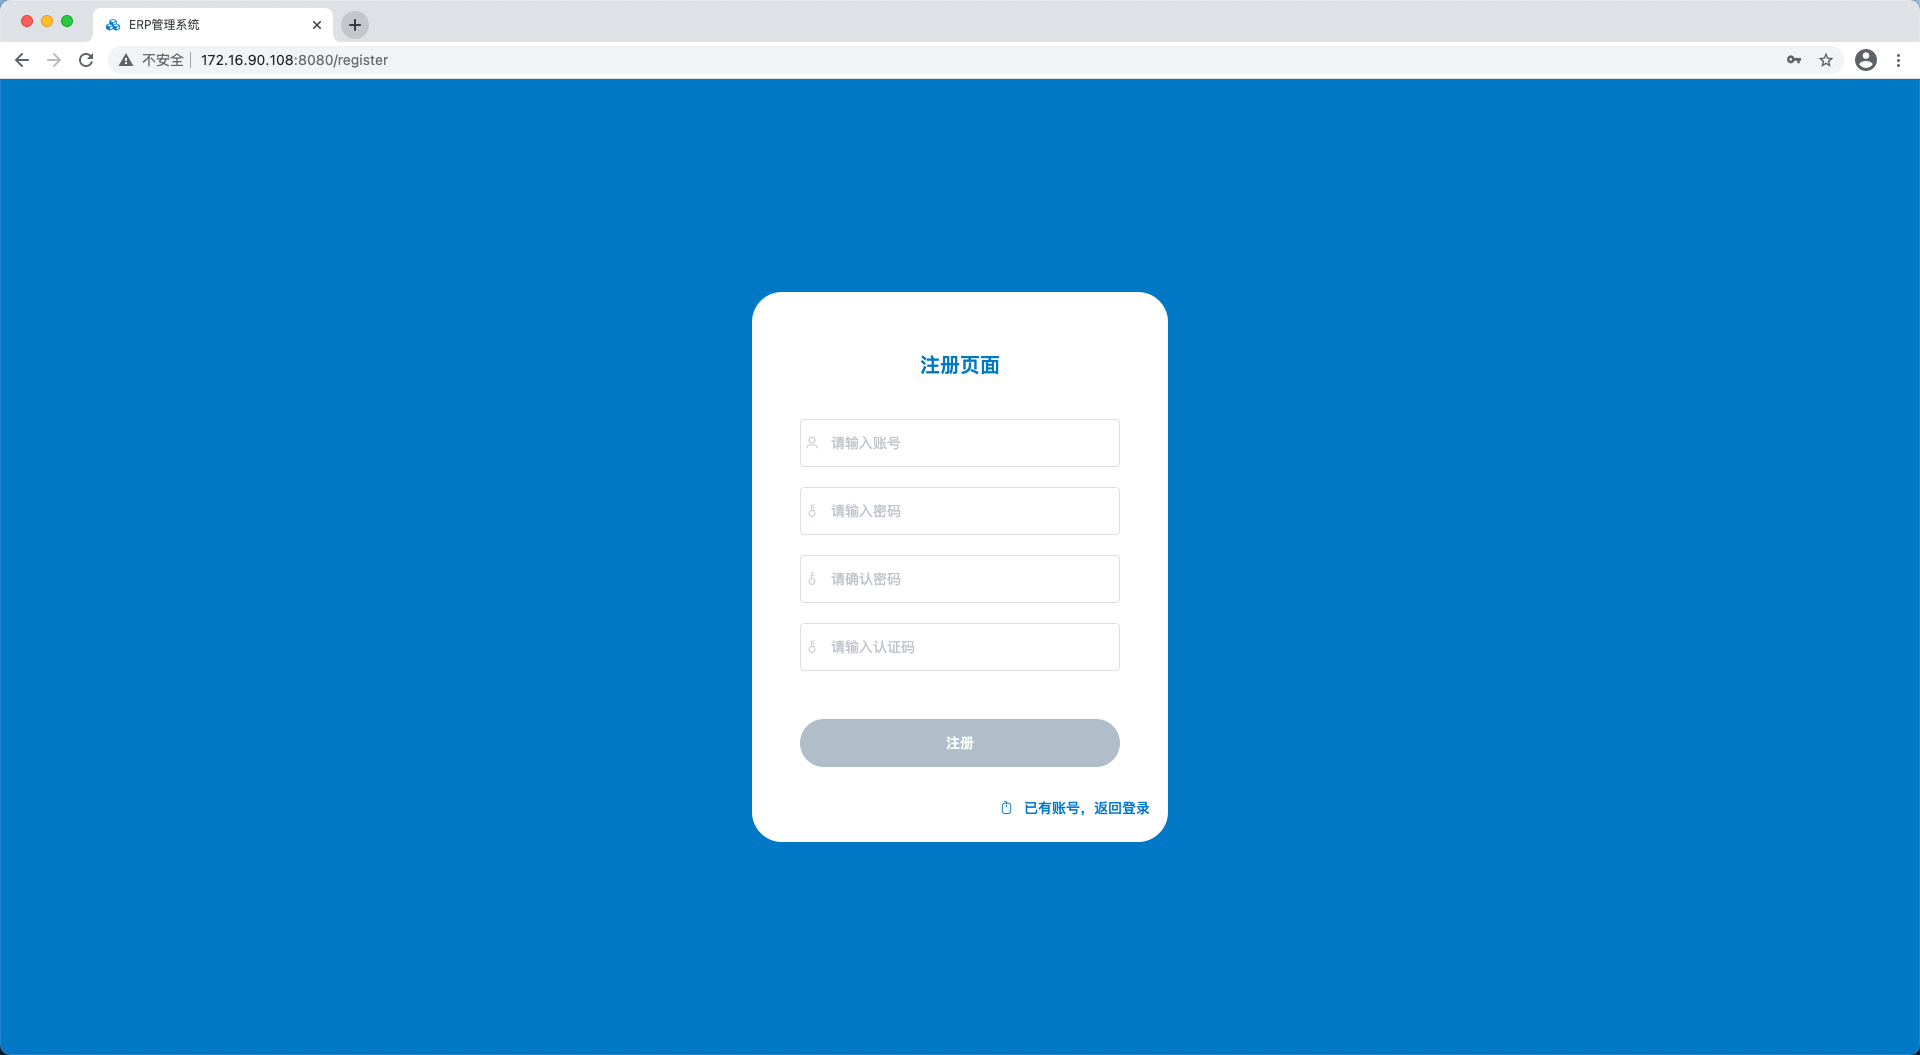 ERP管理系统
不安全
172.16.90.108:8080/register
注册页面
请输入账号
请输入密码
请确认密码
请输入认证码
注册
已有账号，返回登录